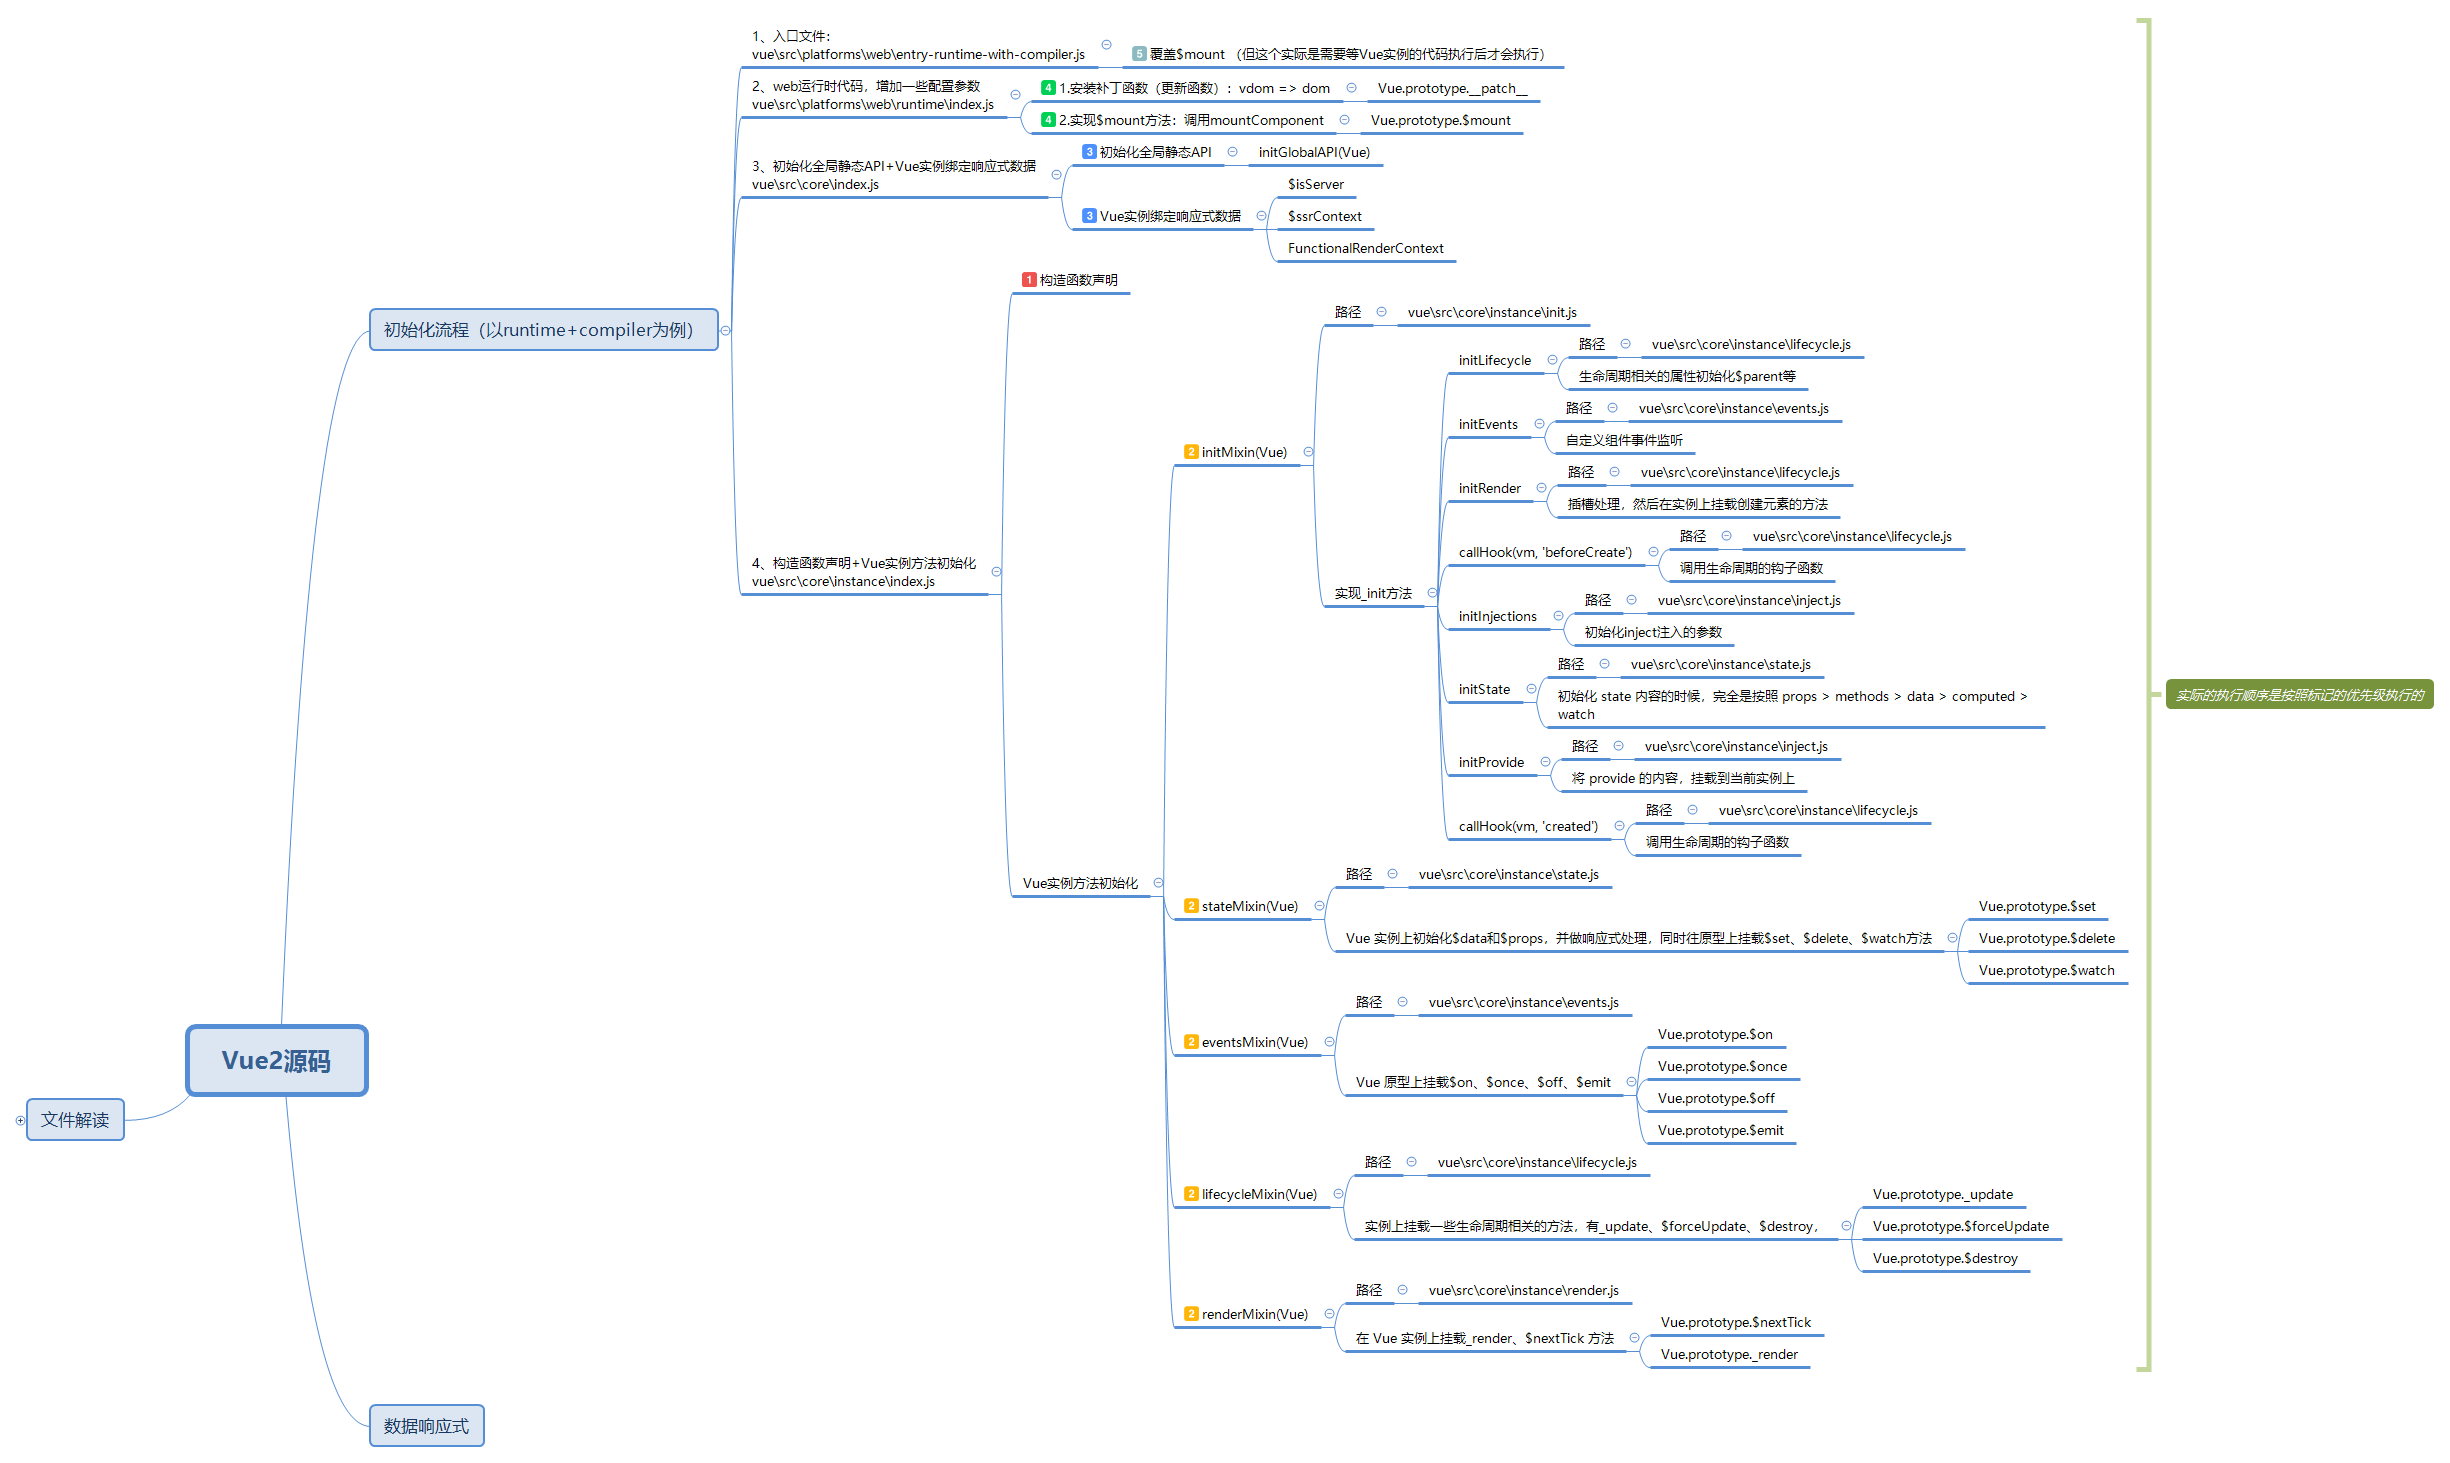 1、入口文件：
vue\src\platforms\web\entry-runtime-with-compiler.js
5 覆盖$mount （但这个实际是需要等Vue实例的代码执行后才会执行）
2、web运行时代码，增加一些配置参数
vue\src\platforms\web\runtime\index.js
4 1.安装补丁函数（更新函数）：vdom => dom
Vue.prototype.__patch__
4 2.实现$mount方法：调用mountComponent
Vue.prototype.$mount
3、初始化全局静态API+Vue实例绑定响应式数据
vue\src\core\index.js
3 初始化全局静态API
initGlobalAPI(Vue)
3 Vue实例绑定响应式数据
$isServer
$ssrContext
FunctionalRenderContext
初始化流程（以runtime+compiler为例）
4、构造函数声明+Vue实例方法初始化
vue\src\core\instance\index.js
1 构造函数声明
Vue实例方法初始化
2 initMixin(Vue)
路径
vue\src\core\instance\init.js
实现_init方法
initLifecycle
路径
vue\src\core\instance\lifecycle.js
生命周期相关的属性初始化$parent等
initEvents
路径
vue\src\core\instance\events.js
自定义组件事件监听
initRender
路径
vue\src\core\instance\lifecycle.js
插槽处理，然后在实例上挂载创建元素的方法
callHook(vm, 'beforeCreate')
路径
vue\src\core\instance\lifecycle.js
调用生命周期的钩子函数
initInjections
路径
vue\src\core\instance\inject.js
初始化inject注入的参数
initState
路径
vue\src\core\instance\state.js
初始化 state 内容的时候，完全是按照 props > methods > data > computed >
watch
initProvide
路径
vue\src\core\instance\inject.js
将 provide 的内容，挂载到当前实例上
callHook(vm, 'created')
路径
vue\src\core\instance\lifecycle.js
调用生命周期的钩子函数
2 stateMixin(Vue)
路径
vue\src\core\instance\state.js
Vue 实例上初始化$data和$props，并做响应式处理，同时往原型上挂载$set、$delete、$watch方法
Vue.prototype.$set
Vue.prototype.$delete
Vue.prototype.$watch
2 eventsMixin(Vue)
路径
vue\src\core\instance\events.js
Vue 原型上挂载$on、$once、$off、$emit
Vue.prototype.$on
Vue.prototype.$once
Vue.prototype.$off
Vue.prototype.$emit
2 lifecycleMixin(Vue)
路径
vue\src\core\instance\lifecycle.js
实例上挂载一些生命周期相关的方法，有_update、$forceUpdate、$destroy，
Vue.prototype._update
Vue.prototype.$forceUpdate
Vue.prototype.$destroy
2 renderMixin(Vue)
路径
vue\src\core\instance\render.js
在 Vue 实例上挂载_render、$nextTick 方法
Vue.prototype.$nextTick
Vue.prototype._render
实际的执行顺序是按照标记的优先级执行的
Vue2源码
文件解读
数据响应式